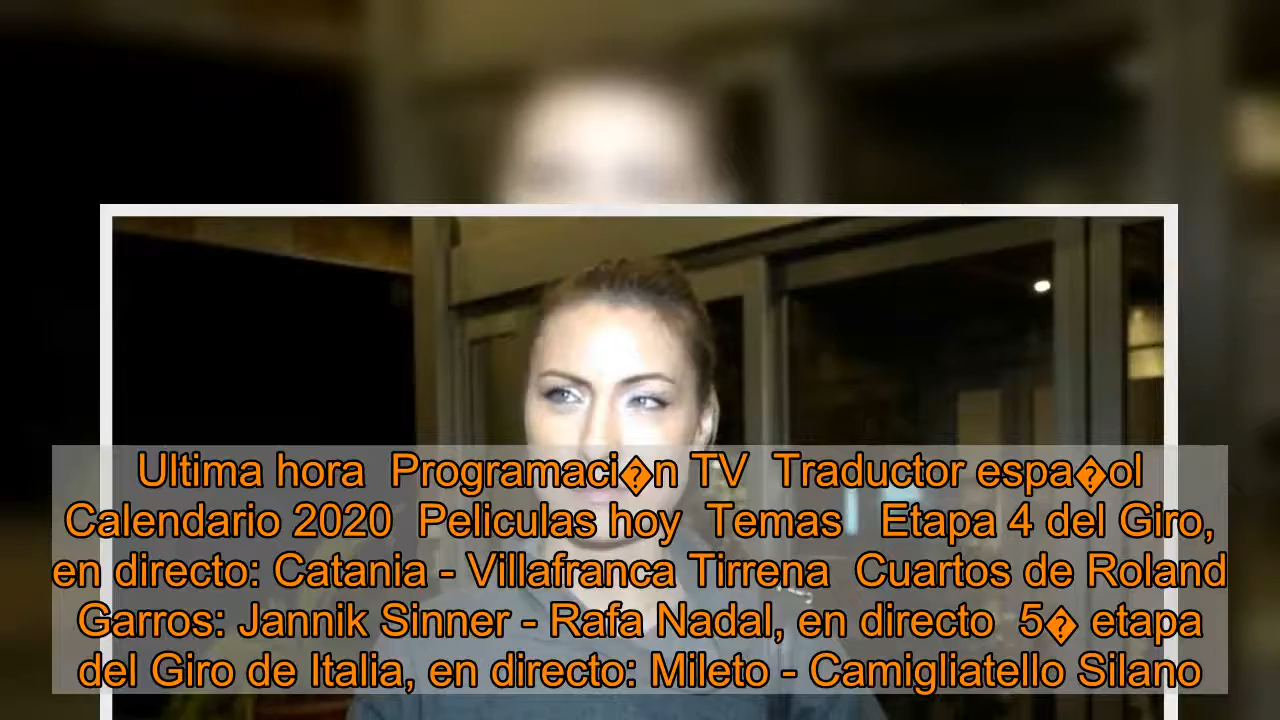 Ultima hora  Programaci�n TV  Traductor espa�ol
Calendario 2020  Peliculas hoy  Temas   Etapa 4 del Giro,
en directo: Catania - Villafranca Tirrena  Cuartos de Roland
Garros: Jannik Sinner - Rafa Nadal, en directo  5� etapa
del Giro de Italia, en directo: Mileto - Camigliatello Silano